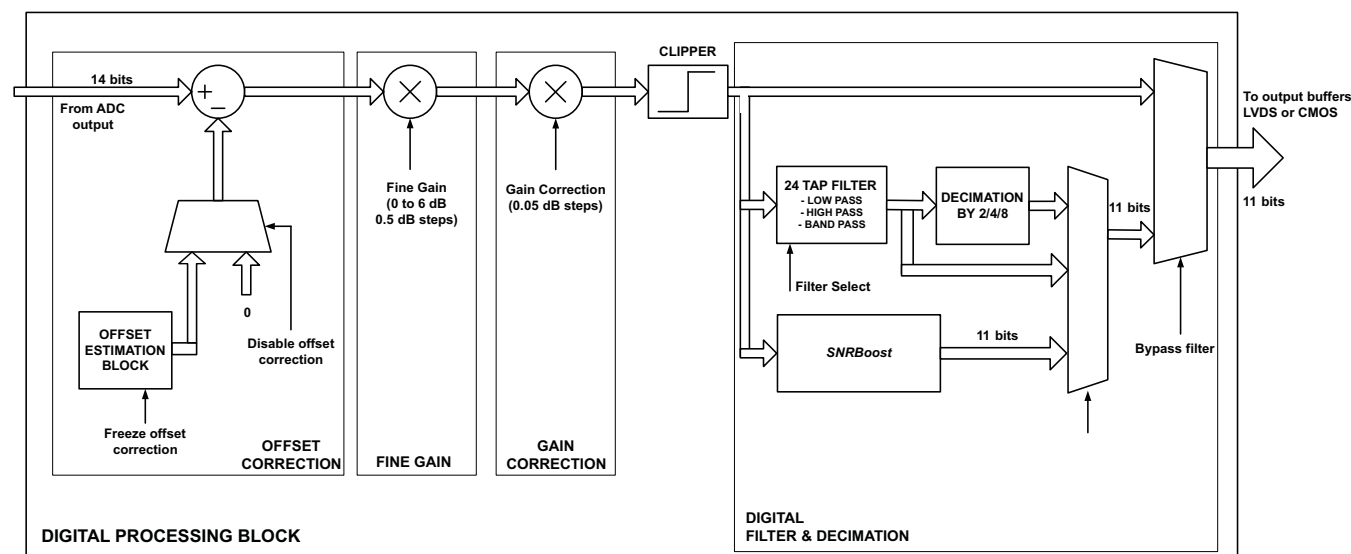 CLIPPER
14 bits
From ADC
output
+
–
Fine Gain
(0 to 6 dB
0.5 dB steps)
Gain Correction
(0.05 dB steps)
To output buffers
LVDS or CMOS
11 bits
24 TAP FILTER
- LOW PASS
- HIGH PASS
- BAND PASS
DECIMATION
BY 2/4/8
11 bits
Filter Select
0
OFFSET
ESTIMATION
BLOCK
Disable offset
correction
SNRBoost
11 bits
Bypass filter
Freeze offset
correction
OFFSET
CORRECTION
FINE GAIN
GAIN
CORRECTION
DIGITAL PROCESSING BLOCK
DIGITAL
FILTER & DECIMATION